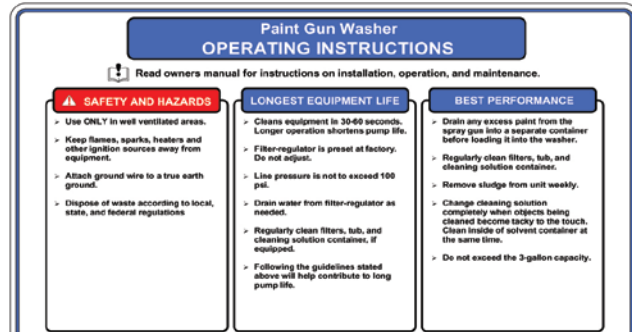 Paint Gun Washer
OPERATING INSTRUCTIONS
Read owners manual for instructions on installation, operation, and maintenance.
SAFETY AND HAZARDS
➢ Use ONLY in well ventilated areas.
➢ Keep flames, sparks, heaters and
other ignition sources away from
equipment.
➢ Attach ground wire to a true earth
ground.
➢ Dispose of waste according to local,
state, and federal regulations
LONGEST EQUIPMENT LIFE
➢ Cleans equipment in 30-60 seconds.
Longer operation shortens pump life.
➢ Filter-regulator is preset at factory.
Do not adjust.
➢ Line pressure is not to exceed 100
psi.
➢ Drain water from filter-regulator as
needed.
➢ Regularly clean filters, tub, and
cleaning solution container, if
equipped.
➢ Following the guidelines stated
above will help contribute to long
pump life.
BEST PERFORMANCE
➢ Drain any excess paint from the
spray gun into a separate container
before loading it into the washer.
➢ Regularly clean filters, tub, and
cleaning solution container.
➢ Remove sludge from unit weekly.
➢ Change cleaning solution
completely when objects being
cleaned become tacky to the touch.
Clean inside of solvent container at
the same time.
➢ Do not exceed the 3-gallon capacity.